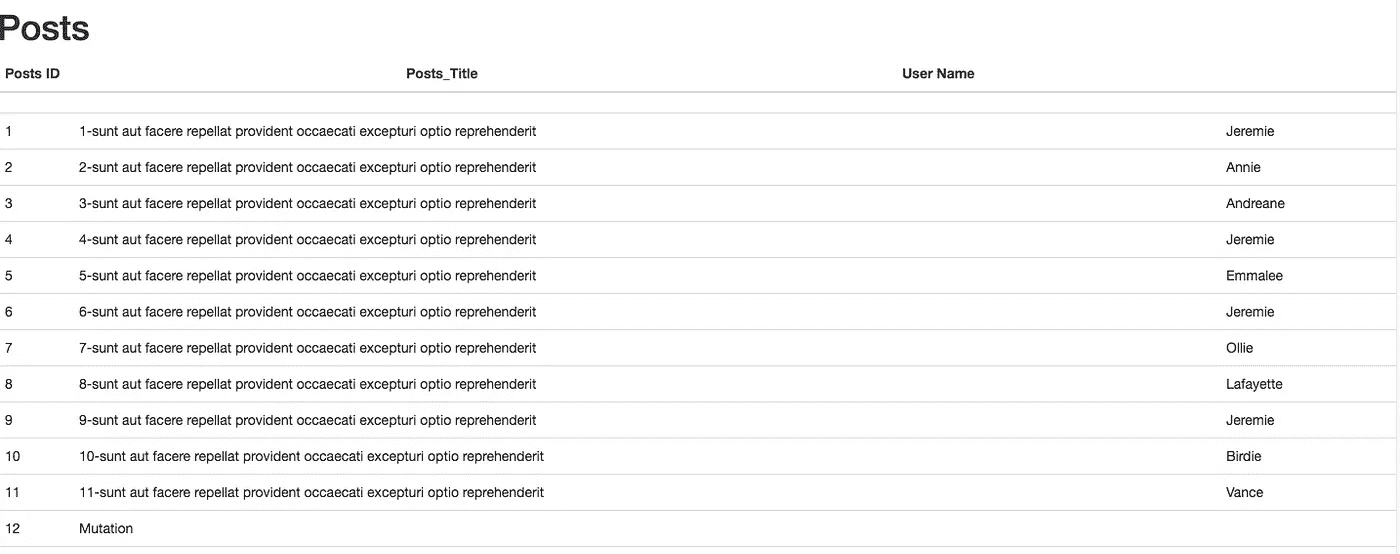 Posts
Posts ID Posts_Title User Name
1 1-sunt aut facere repellat provident occaecati excepturi optio reprehenderit Jeremie
2 2-sunt aut facere repellat provident occaecati excepturi optio reprehenderit Annie
3 3-sunt aut facere repellat provident occaecati excepturi optio reprehenderit Andreane
4 4-sunt aut facere repellat provident occaecati excepturi optio reprehenderit Jeremie
5 5-sunt aut facere repellat provident occaecati excepturi optio reprehenderit Emmalee
6 6-sunt aut facere repellat provident occaecati excepturi optio reprehenderit Jeremie
7 7-sunt aut facere repellat provident occaecati excepturi optio reprehenderit Ollie
8 8-sunt aut facere repellat provident occaecati excepturi optio reprehenderit Lafayette
9 9-sunt aut facere repellat provident occaecati excepturi optio reprehenderit Jeremie
10 10-sunt aut facere repellat provident occaecati excepturi optio reprehenderit Birdie
11 11-sunt aut facere repellat provident occaecati excepturi optio reprehenderit Vance
12 Mutation